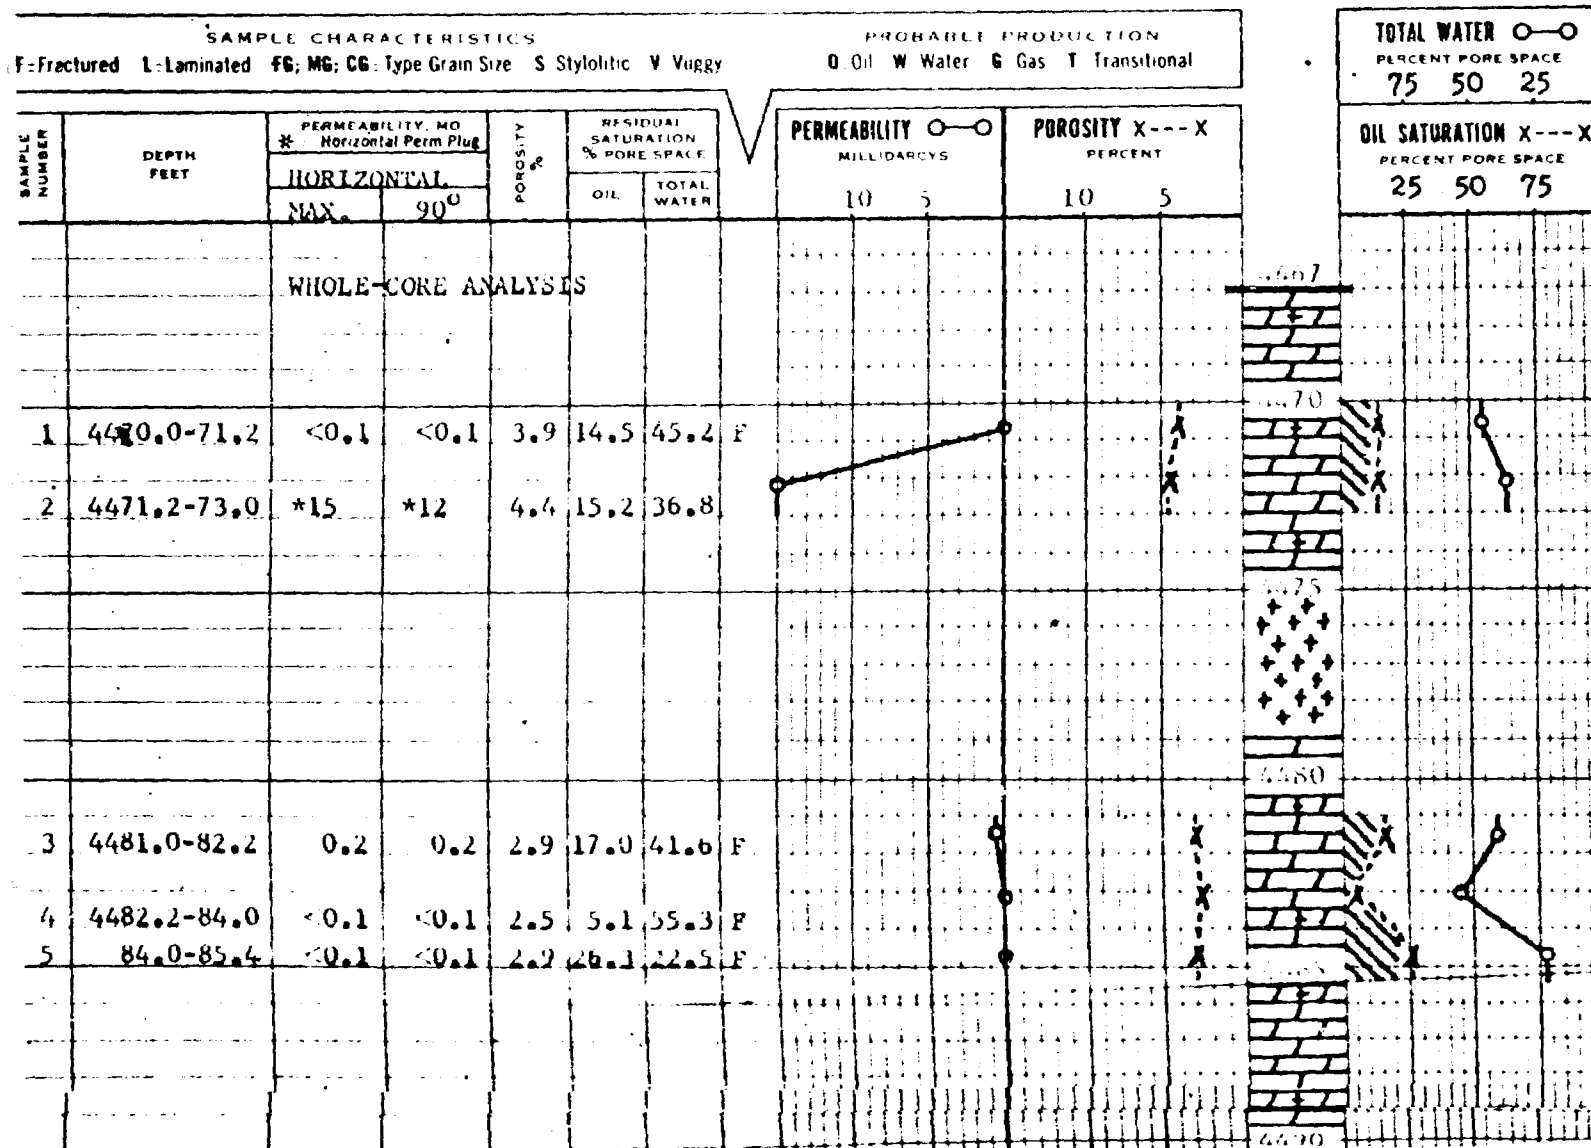 SAMPLE CHARACTERISTICS
F-Fractured L-Laminated FG; MG; CG: Type Grain Size S Stylolitic V Vuggy
PROBABLE PRODUCTION
O Oil W Water G Gas T Transitional
TOTAL WATER O—O
PERCENT PORE SPACE
75 50 25
SAMPLE NUMBER
DEPTH
FEET
PERMEABILITY, MD
* Horizontal Perm Plug
HORIZONTAL
MAX. 90°
POROSITY %
RESIDUAL
SATURATION
% PORE SPACE
OIL
TOTAL
WATER
PERMEABILITY O—O
MILLIDARCYS
10 5
POROSITY X---X
PERCENT
10 5
OIL SATURATION X---X
PERCENT PORE SPACE
25 50 75
WHOLE-CORE ANALYSIS
4467
4470
1 4470.0-71.2 <0.1 <0.1 3.9 14.5 45.2 F
2 4471.2-73.0 *15 *12 4.4 15.2 36.8
4475
4480
3 4481.0-82.2 0.2 0.2 2.9 17.0 41.6 F
4 4482.2-84.0 <0.1 <0.1 2.5 5.1 55.3 F
5 84.0-85.4 <0.1 <0.1 2.9 26.3 22.5 F
4490